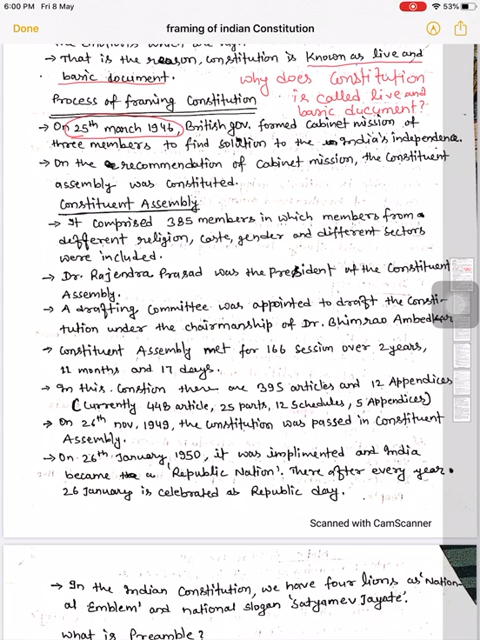 6:00 PM Fri 8 May
22%
Done
framing of indian Constitution
→ That is the reason, constitution is known as live and
basic document.
why does Constitution
is called live and
basic document?
Process of framing Constitution
→ On 25th march 1946, British gov. formed Cabinet mission of
three members to find solution to the India's independence.
→ On the recommendation of Cabinet mission, the Constituent
assembly was constituted.
Constituent Assembly
→ It comprised 385 members in which members from
different religion, caste, gender and different sectors
were included.
→ Dr. Rajendra Prasad was the President of the Constituent
Assembly.
→ A drafting Committee was appointed to draft the Consti-
tution under the chairmanship of Dr. Bhimrao Ambedkar
→ Constituent Assembly met for 166 session over 2 years,
11 months and 17 days.
→ In this Constion there are 395 articles and 12 Appendices
(Currently 448 article, 25 parts, 12 Schedules, 5 Appendices)
→ On 26th nov, 1949, the Constitution was passed in Constituent
Assembly.
→ On 26th January 1950, it was implimented and India
became a 'Republic Nation'. There after every year
26 January is celebrated as Republic day.
Scanned with CamScanner
→ In the Indian Constitution, we have four lions as 'Nation-
al Emblem' and national slogan 'Satyamev Jayate'.
what is Preamble?